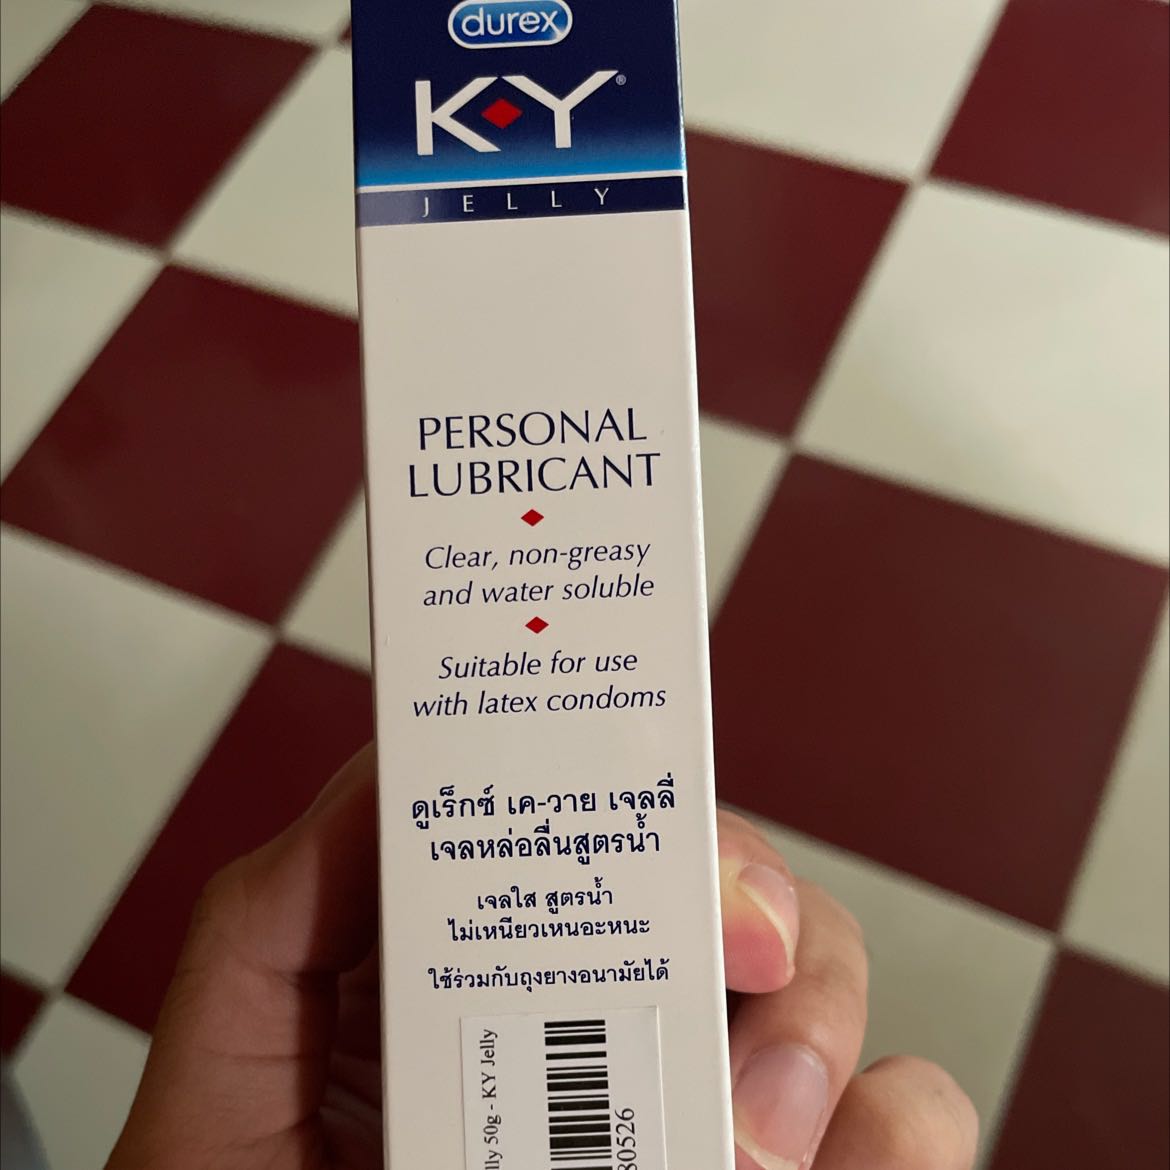 durex
K-Y®
JELLY
PERSONAL
LUBRICANT
Clear, non-greasy
and water soluble
Suitable for use
with latex condoms
ดูเร็กซ์ เค-วาย เจลลี่
เจลหล่อลื่นสูตรน้ำ
เจลใส สูตรน้ำ
ไม่เหนียวเหนอะหนะ
ใช้ร่วมกับถุงยางอนามัยได้
50g - KY Jelly
80526